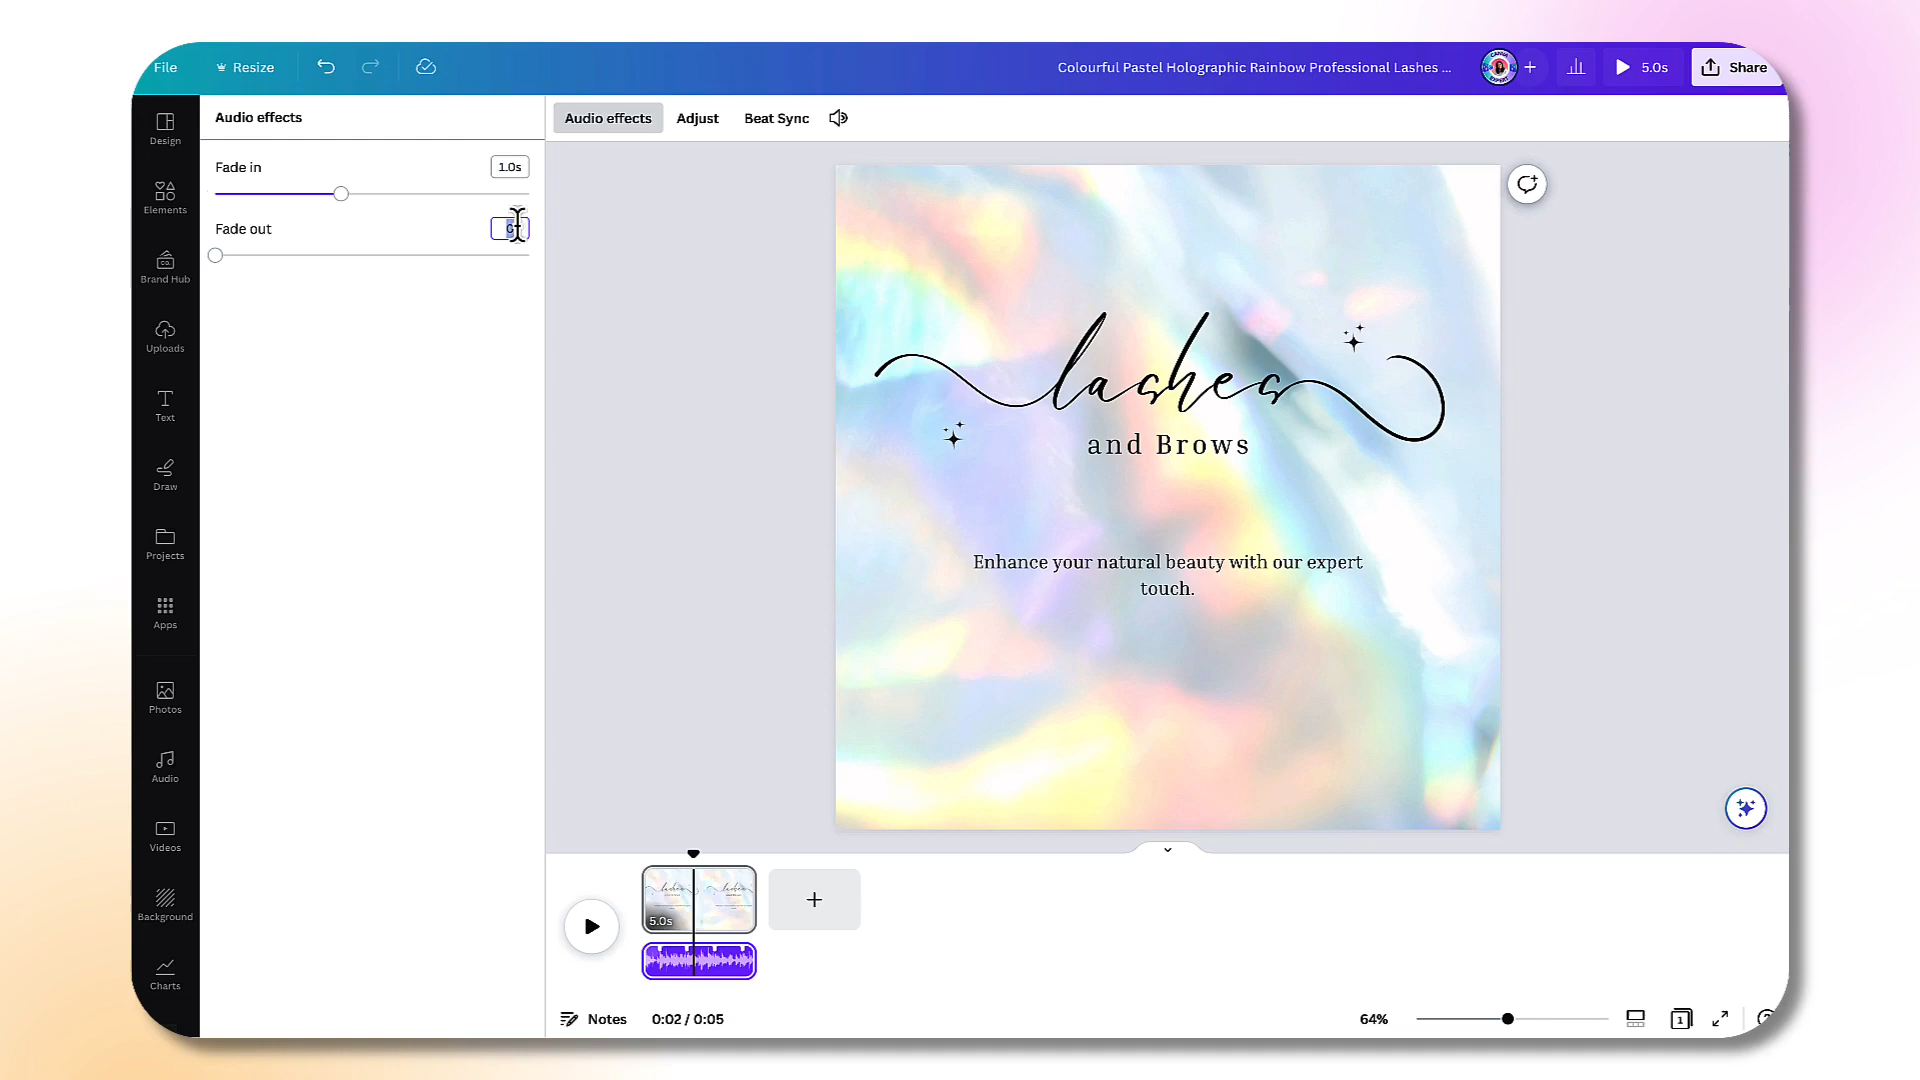 File
Resize
Colourful Pastel Holographic Rainbow Professional Lashes ...
5.0s
Share
Design
Elements
Brand Hub
Uploads
Text
Draw
Projects
Apps
Photos
Audio
Videos
Background
Charts
Audio effects
Fade in
1.0s
Fade out
Audio effects
Adjust
Beat Sync
lashes
and Brows
Enhance your natural beauty with our expert
touch.
5.0s
Notes
0:02 / 0:05
64%
1